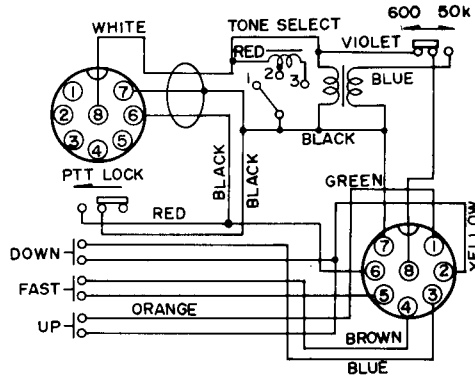 600 50k
TONE SELECT
WHITE
RED
VIOLET
BLUE
1 2 3
1 7
2 8 6
3 4 5
BLACK
BLACK
BLACK
PTT LOCK
GREEN
YELLOW
RED
7 1
6 8 2
5 4 3
DOWN
FAST
ORANGE
UP
BROWN
BLUE